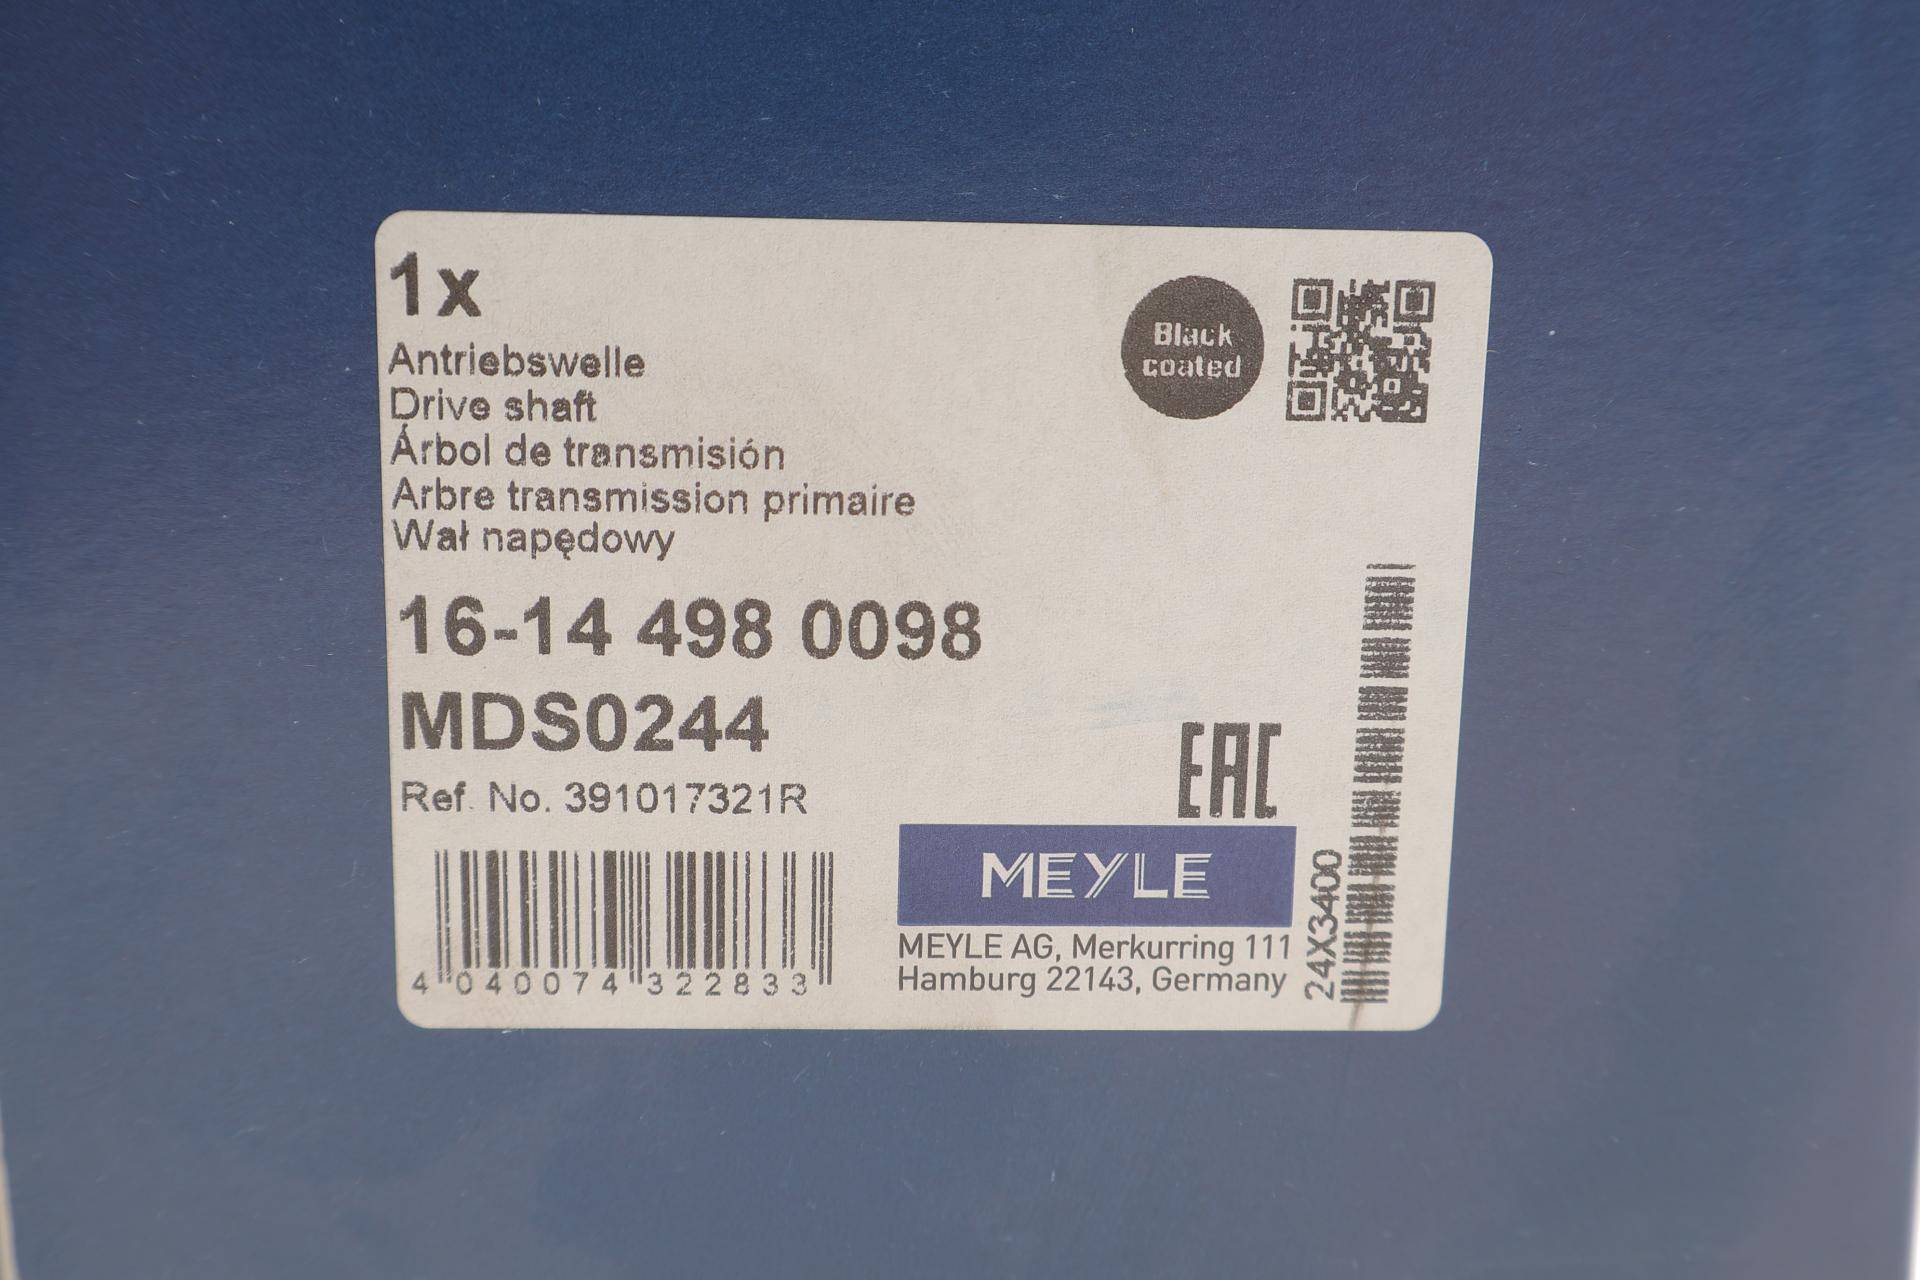 1x
Black
coated
Antriebswelle
Drive shaft
Árbol de transmisión
Arbre transmission primaire
Wał napędowy
16-14 498 0098
MDS0244
EAC
Ref. No. 391017321R
MEYLE
MEYLE AG, Merkurring 111
Hamburg 22143, Germany
4 040074 322833
24X3400